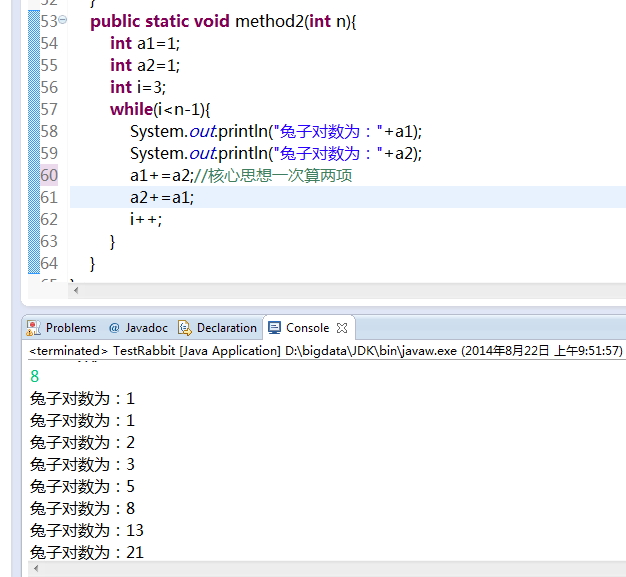 53 public static void method2(int n){
54 int a1=1;
55 int a2=1;
56 int i=3;
57 while(i<n-1){
58 System.out.println("兔子对数为："+a1);
59 System.out.println("兔子对数为："+a2);
60 a1+=a2;//核心思想一次算两项
61 a2+=a1;
62 i++;
63 }
64 }
Problems @ Javadoc Declaration Console
<terminated> TestRabbit [Java Application] D:\bigdata\JDK\bin\javaw.exe (2014年8月22日 上午9:51:57)
8
兔子对数为：1
兔子对数为：1
兔子对数为：2
兔子对数为：3
兔子对数为：5
兔子对数为：8
兔子对数为：13
兔子对数为：21